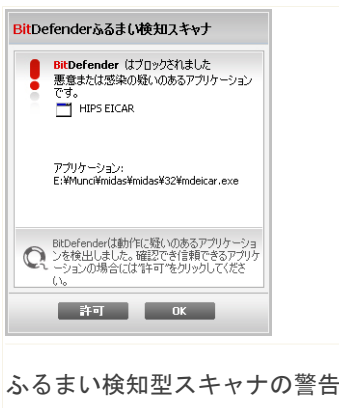 BitDefenderふるまい検知スキャナ
BitDefender はブロックされました
悪意または感染の疑いのあるアプリケーション
です。
HIPS EICAR
アプリケーション:
E:¥Munci¥midas¥midas¥32¥mdeicar.exe
BitDefenderは動作に疑いのあるアプリケーショ
ンを検出しました。確認でき信頼できるアプリケ
ーションの場合には"許可"をクリックしてくださ
い。
許可
OK
ふるまい検知型スキャナの警告